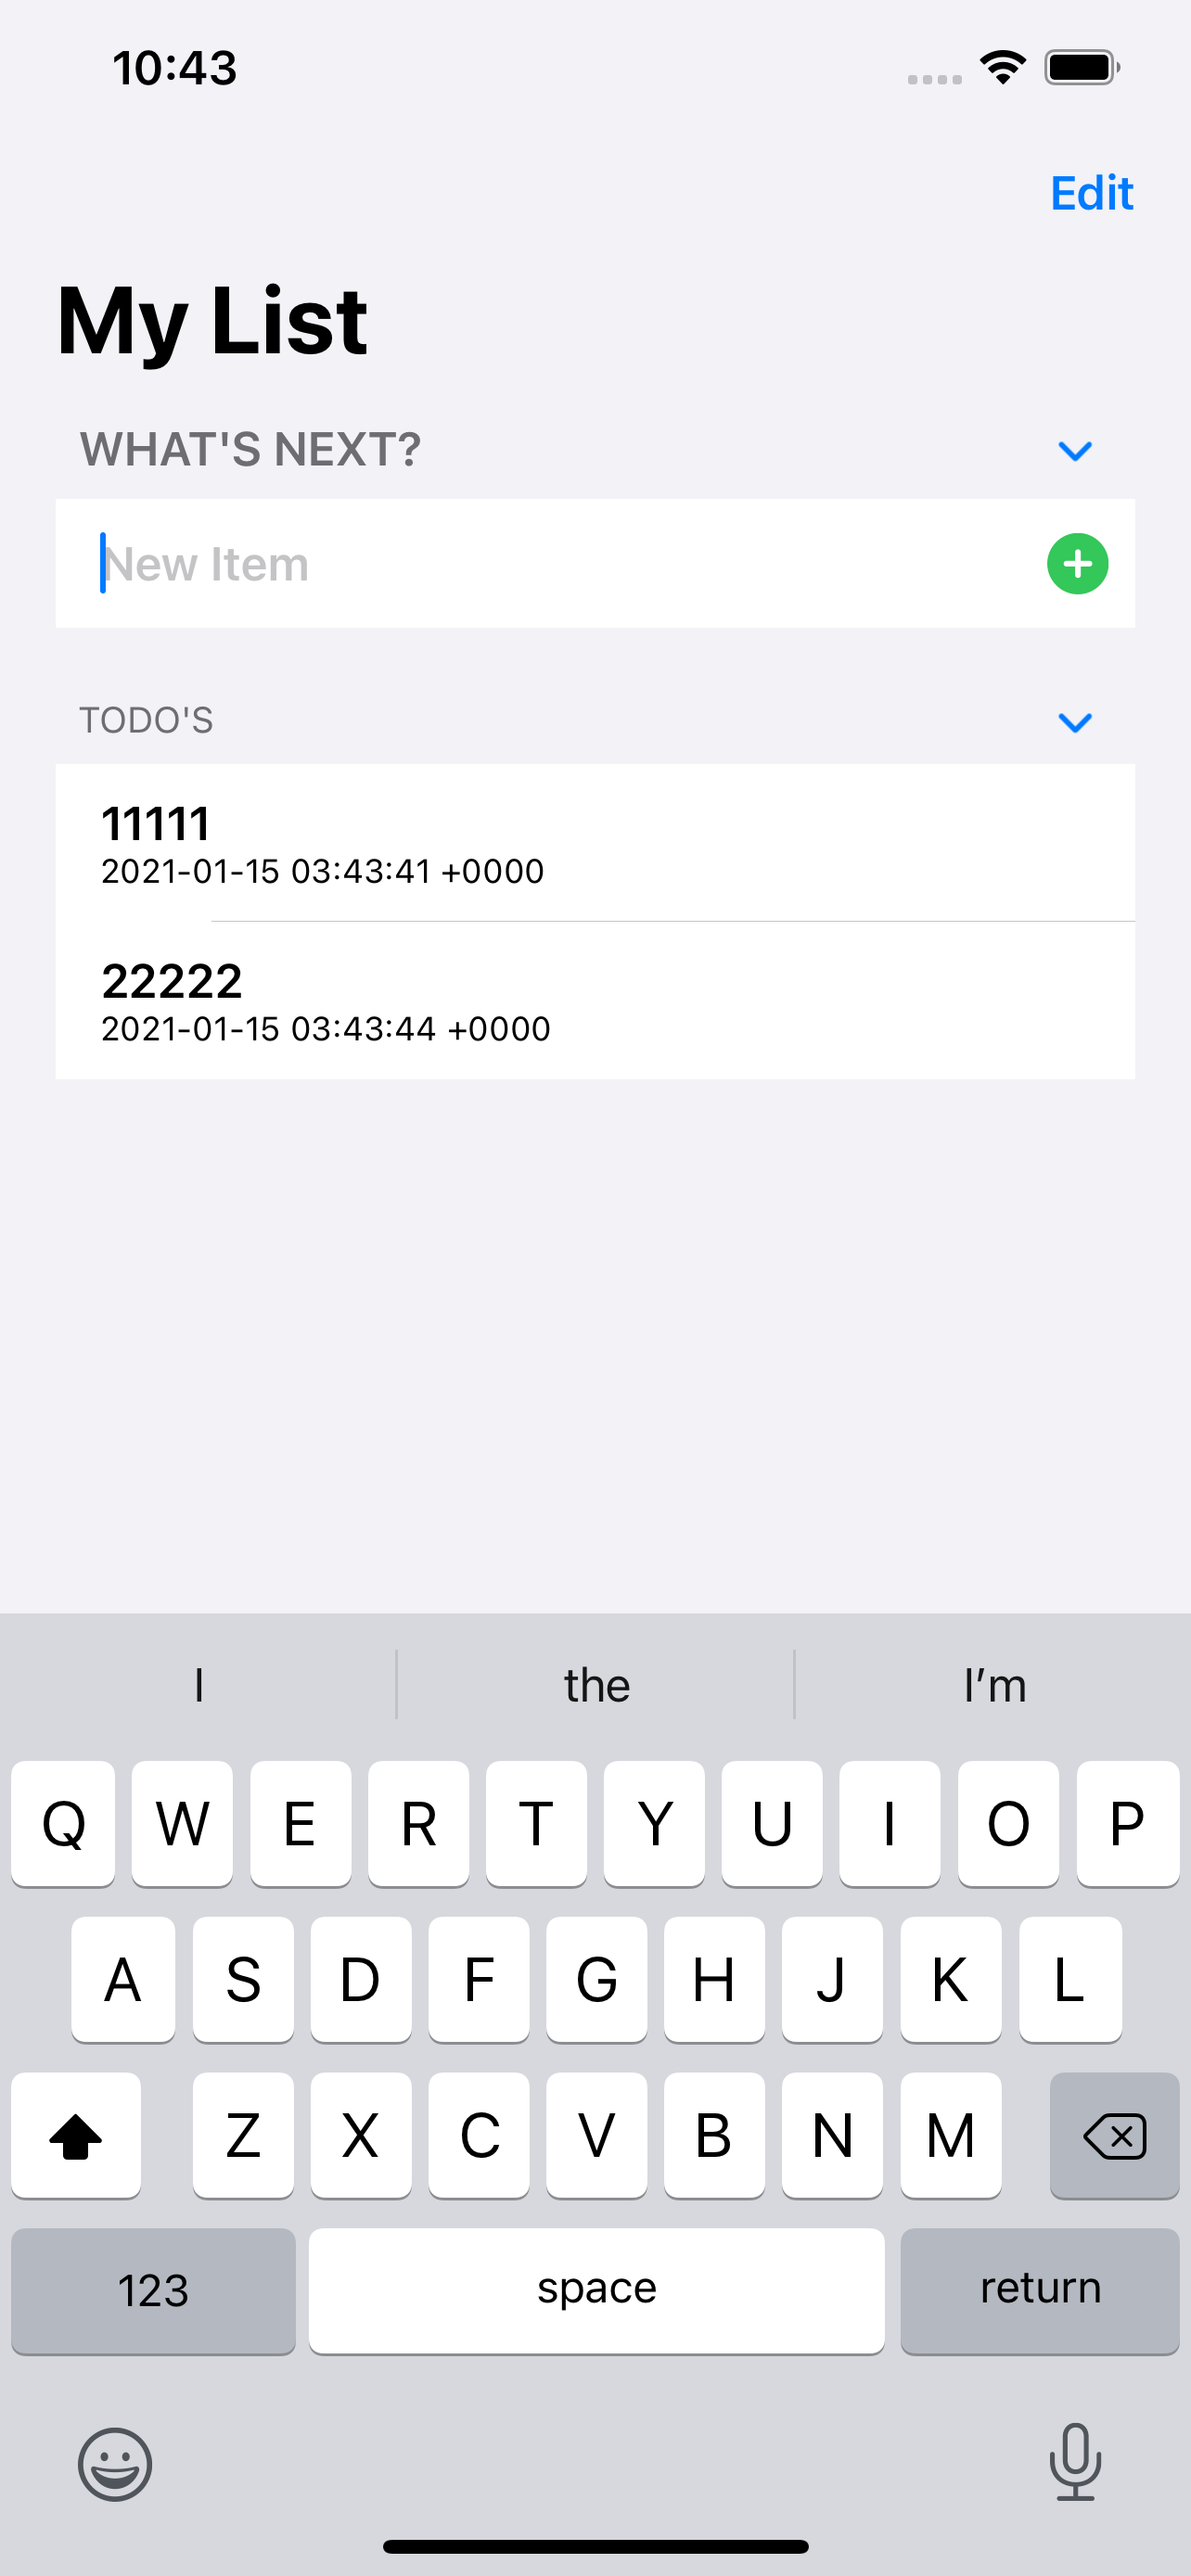 10:43
Edit
My List
WHAT'S NEXT?
New Item
TODO'S
11111
2021-01-15 03:43:41 +0000
22222
2021-01-15 03:43:44 +0000
I the I’m
Q W E R T Y U I O P
A S D F G H J K L
Z X C V B N M
123 space return